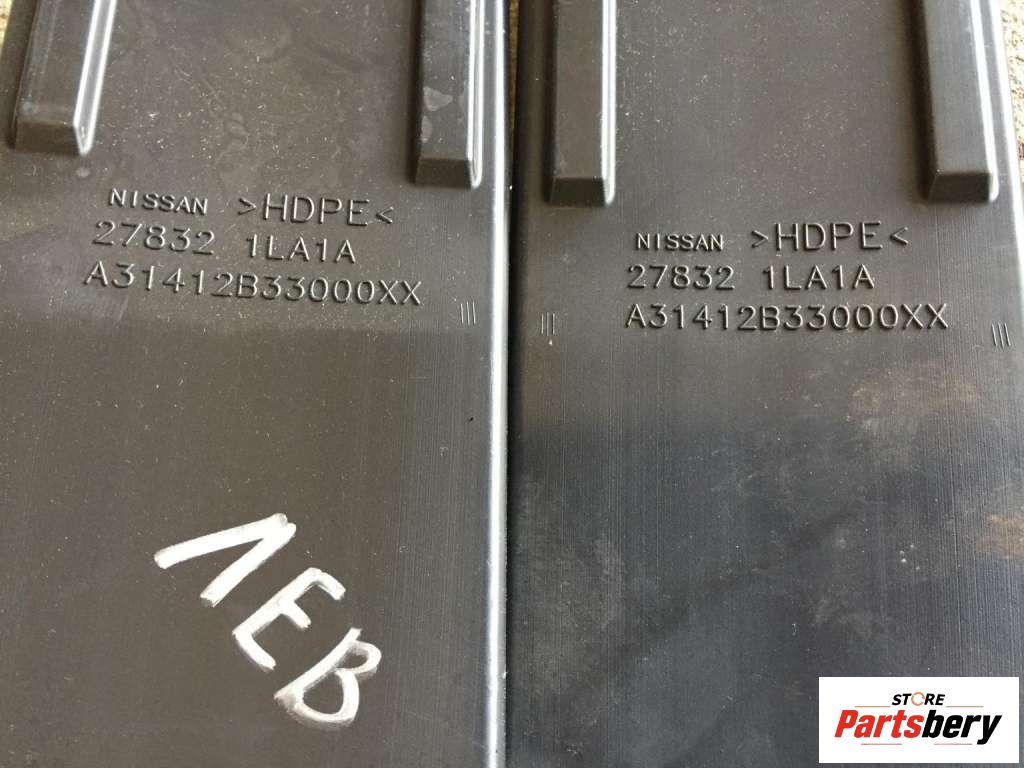 NISSAN >HDPE<
27832 1LA1A
A31412B33000XX
ЛЕВ
NISSAN >HDPE<
27832 1LA1A
A31412B33000XX
STORE
Partsbery